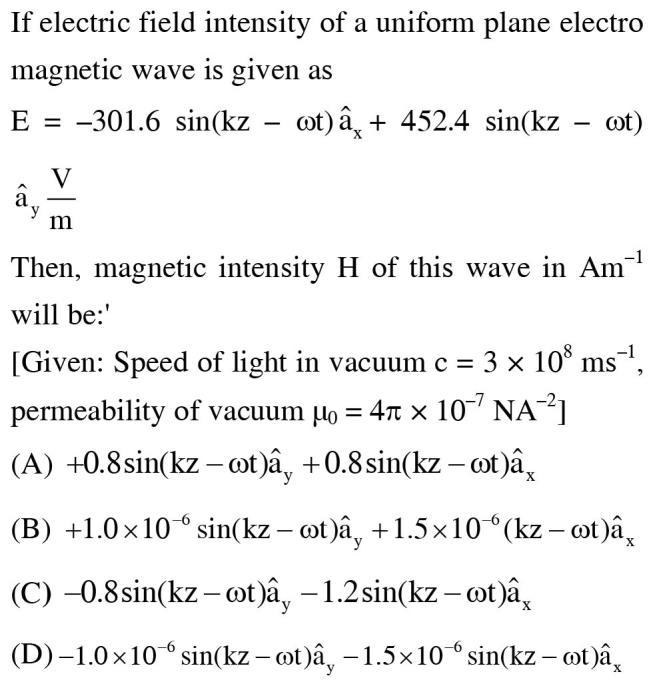 If electric field intensity of a uniform plane electro
magnetic wave is given as
E = –301.6 sin(kz – ωt) âₓ + 452.4 sin(kz – ωt)
â_y V/m
Then, magnetic intensity H of this wave in Am⁻¹
will be:'
[Given: Speed of light in vacuum c = 3 × 10⁸ ms⁻¹,
permeability of vacuum μ₀ = 4π × 10⁻⁷ NA⁻²]
(A) +0.8sin(kz – ωt)â_y +0.8sin(kz – ωt)âₓ
(B) +1.0×10⁻⁶ sin(kz – ωt)â_y +1.5×10⁻⁶(kz – ωt)âₓ
(C) –0.8sin(kz – ωt)â_y –1.2sin(kz – ωt)âₓ
(D) –1.0×10⁻⁶ sin(kz – ωt)â_y –1.5×10⁻⁶ sin(kz – ωt)âₓ